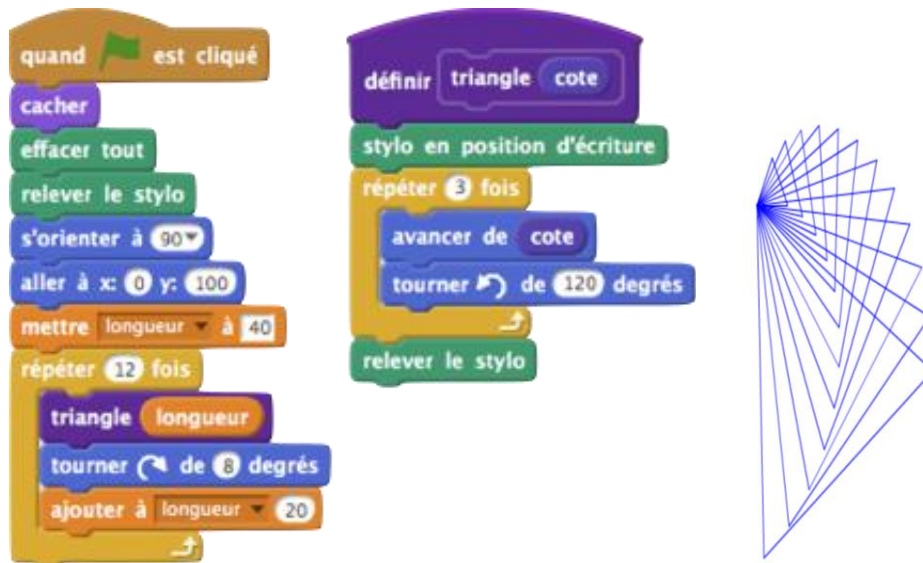 quand est cliqué
cacher
effacer tout
relever le stylo
s'orienter à 90
aller à x: 0 y: 100
mettre longueur à 40
répéter 12 fois
triangle longueur
tourner de 8 degrés
ajouter à longueur 20
définir triangle cote
stylo en position d'écriture
répéter 3 fois
avancer de cote
tourner de 120 degrés
relever le stylo